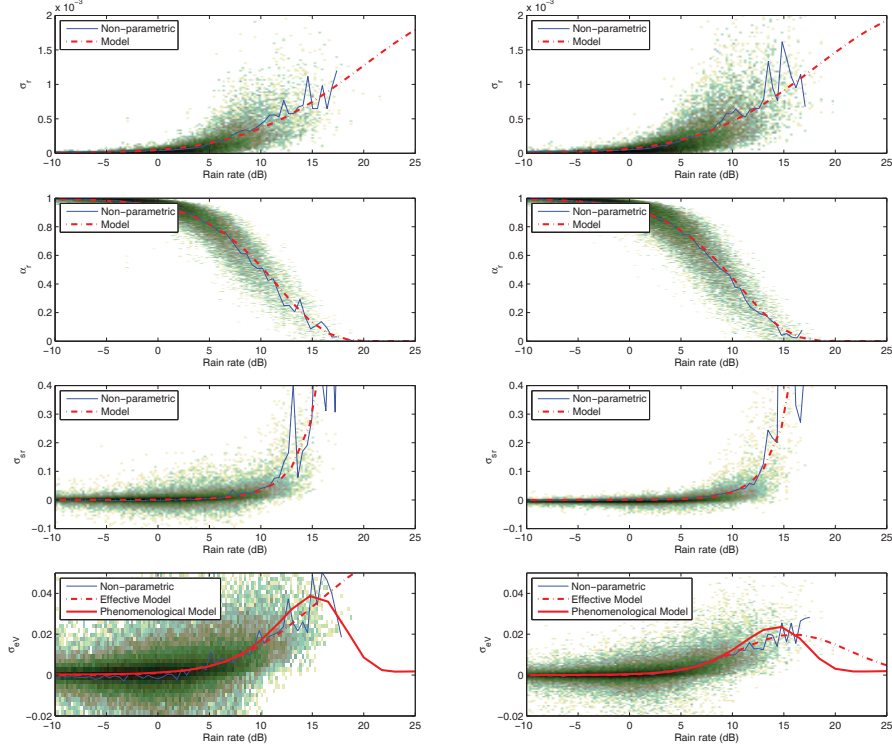 x 10⁻³
2
1.5
1
0.5
0
σr
Non-parametric
Model
−10 −5 0 5 10 15 20 25
Rain rate (dB)
x 10⁻³
2
1.5
1
0.5
0
σr
Non-parametric
Model
−10 −5 0 5 10 15 20 25
Rain rate (dB)
1
0.8
0.6
0.4
0.2
0
αr
Non-parametric
Model
−10 −5 0 5 10 15 20 25
Rain rate (dB)
1
0.8
0.6
0.4
0.2
0
αr
Non-parametric
Model
−10 −5 0 5 10 15 20 25
Rain rate (dB)
0.4
0.3
0.2
0.1
0
−0.1
σsr
Non-parametric
Model
−10 −5 0 5 10 15 20 25
Rain rate (dB)
0.4
0.3
0.2
0.1
0
−0.1
σsr
Non-parametric
Model
−10 −5 0 5 10 15 20 25
Rain rate (dB)
0.04
0.02
0
−0.02
σeV
Non-parametric
Effective Model
Phenomenological Model
−10 −5 0 5 10 15 20 25
Rain rate (dB)
0.04
0.02
0
−0.02
σeV
Non-parametric
Effective Model
Phenomenological Model
−10 −5 0 5 10 15 20 25
Rain rate (dB)